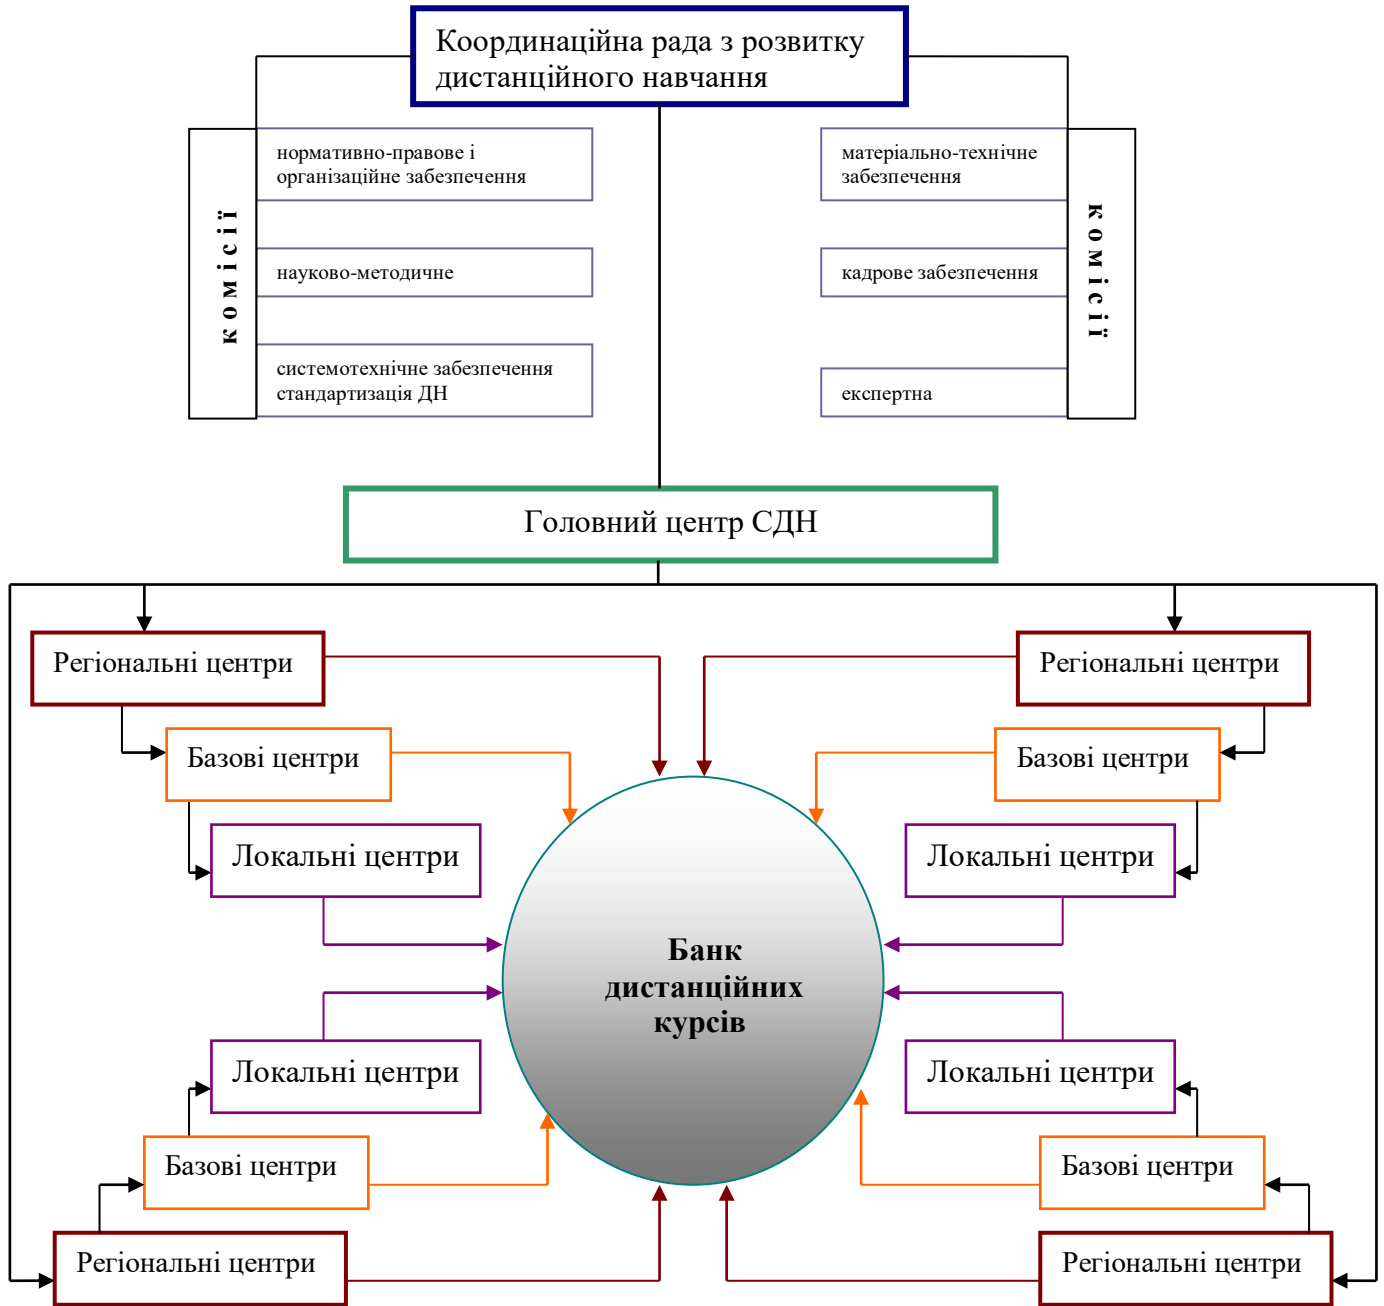 Координаційна рада з розвитку
дистанційного навчання
комісії
нормативно-правове і
організаційне забезпечення
науково-методичне
системотехнічне забезпечення
стандартизація ДН
матеріально-технічне
забезпечення
кадрове забезпечення
експертна
комісії
Головний центр СДН
Регіональні центри
Регіональні центри
Базові центри
Базові центри
Локальні центри
Локальні центри
Банк
дистанційних
курсів
Локальні центри
Локальні центри
Базові центри
Базові центри
Регіональні центри
Регіональні центри